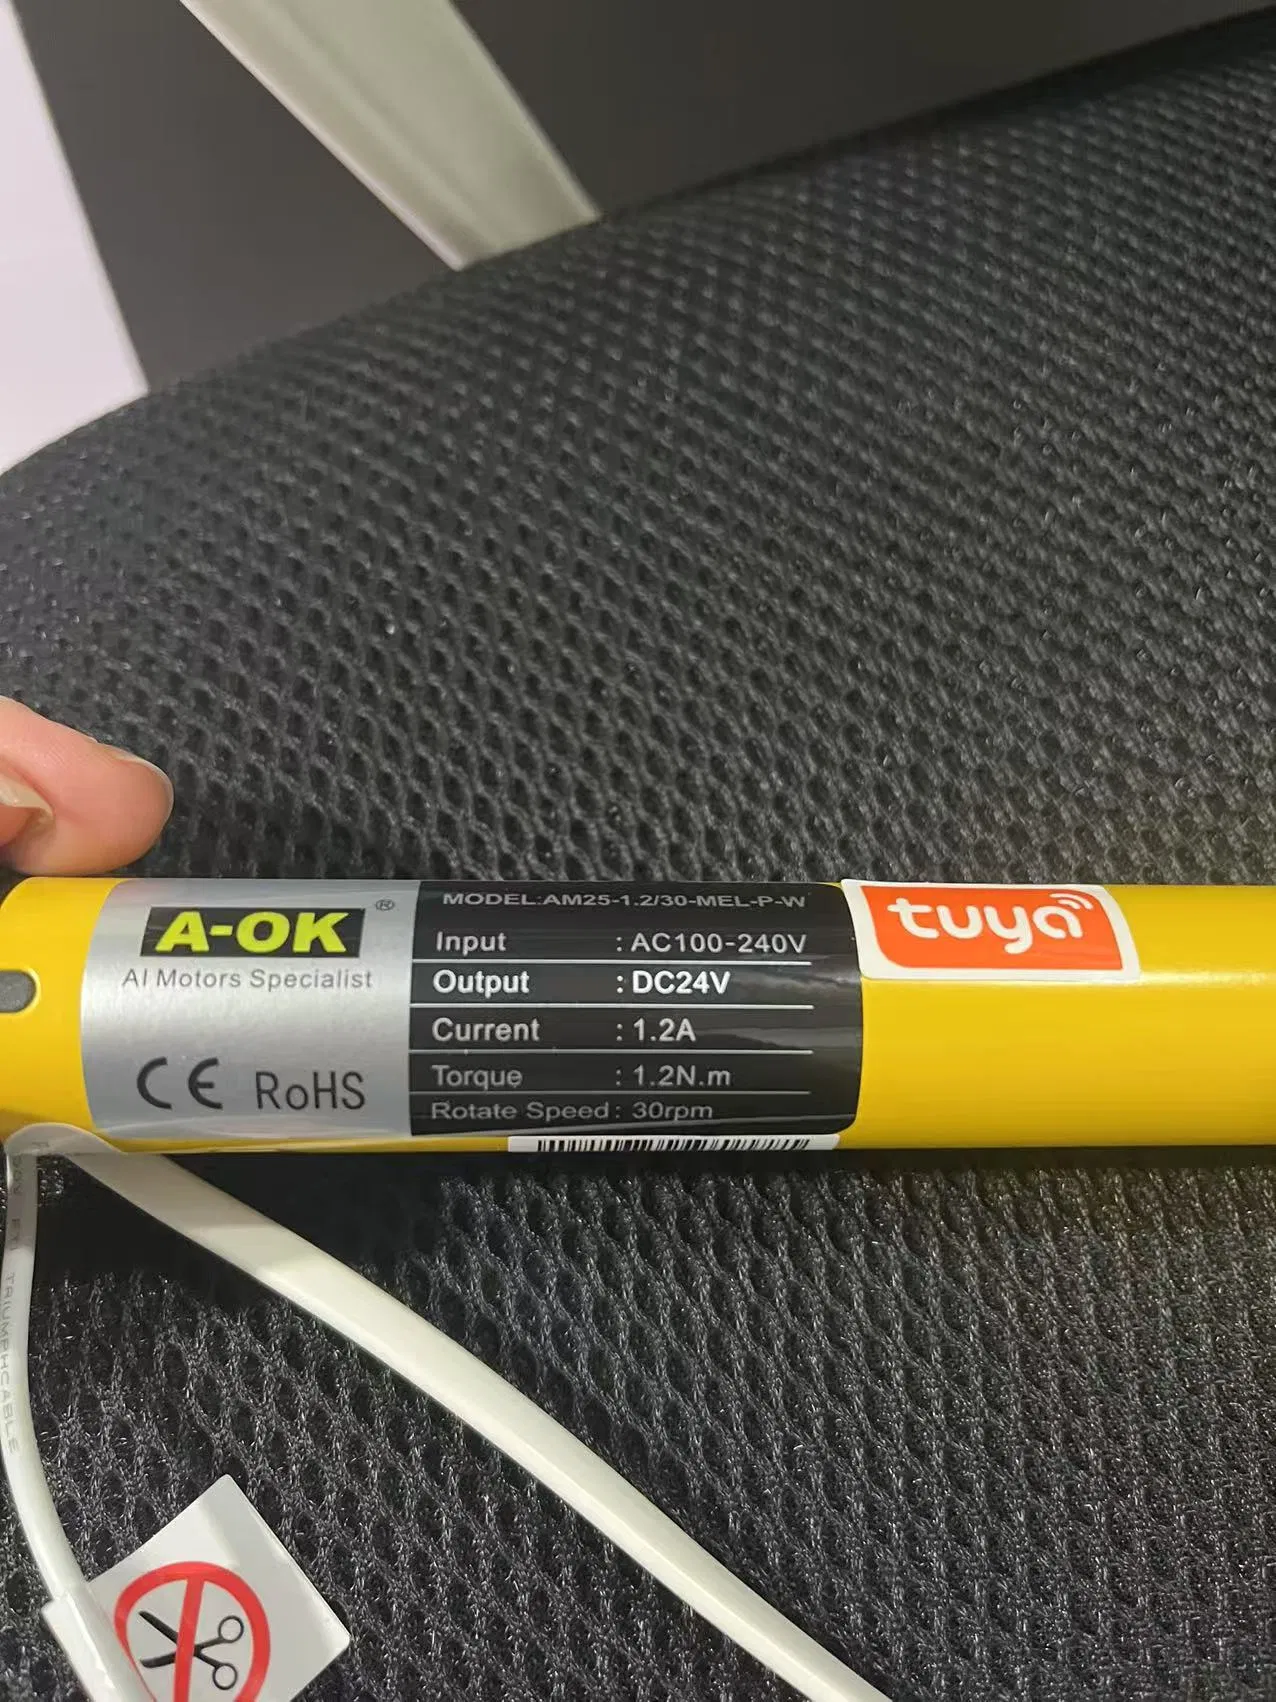 A-OK®
AI Motors Specialist
CE RoHS
MODEL:AM25-1.2/30-MEL-P-W
Input : AC100-240V
Output : DC24V
Current : 1.2A
Torque : 1.2N.m
Rotate Speed : 30rpm
tuya
TRIUMPHCABLE